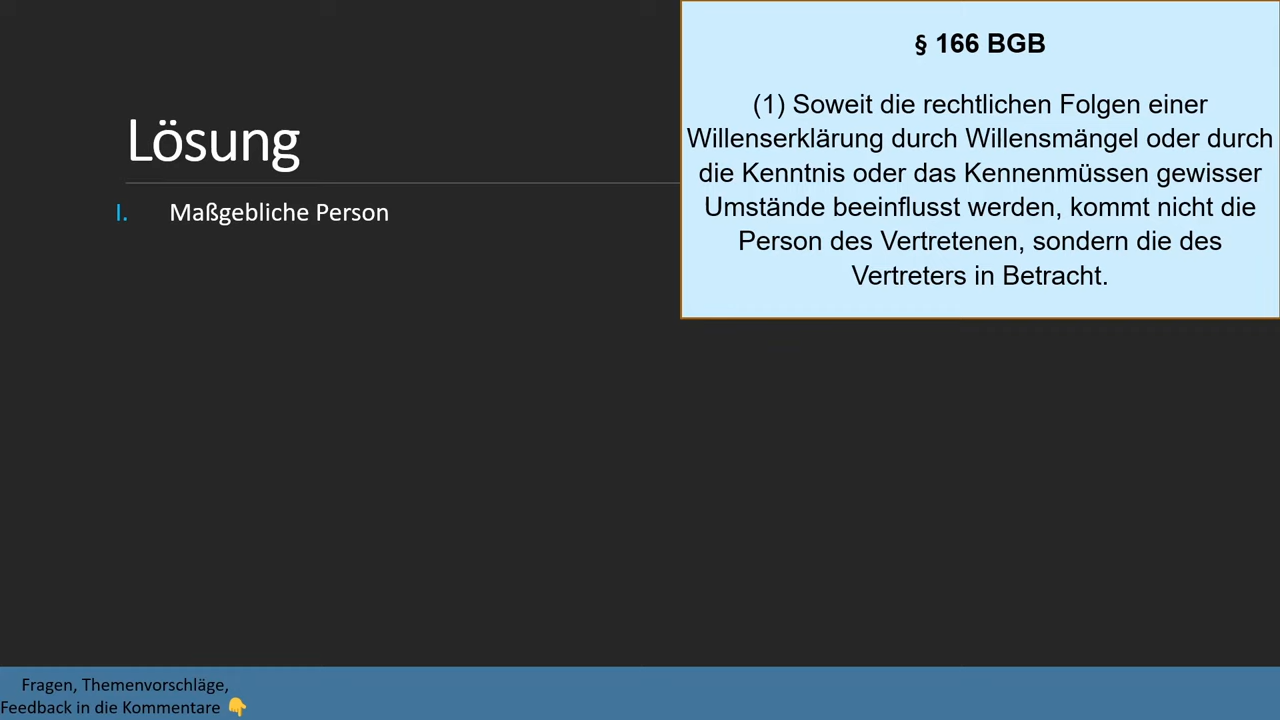 Lösung
I. Maßgebliche Person
§ 166 BGB
(1) Soweit die rechtlichen Folgen einer
Willenserklärung durch Willensmängel oder durch
die Kenntnis oder das Kennenmüssen gewisser
Umstände beeinflusst werden, kommt nicht die
Person des Vertretenen, sondern die des
Vertreters in Betracht.
Fragen, Themenvorschläge,
Feedback in die Kommentare 👇